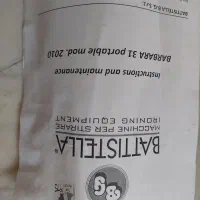 BATTISTELLA
MACCHINE PER STIRARE
IRONING EQUIPMENT
Instructions and maintenance
BARBARA 31 portable mod. 2010